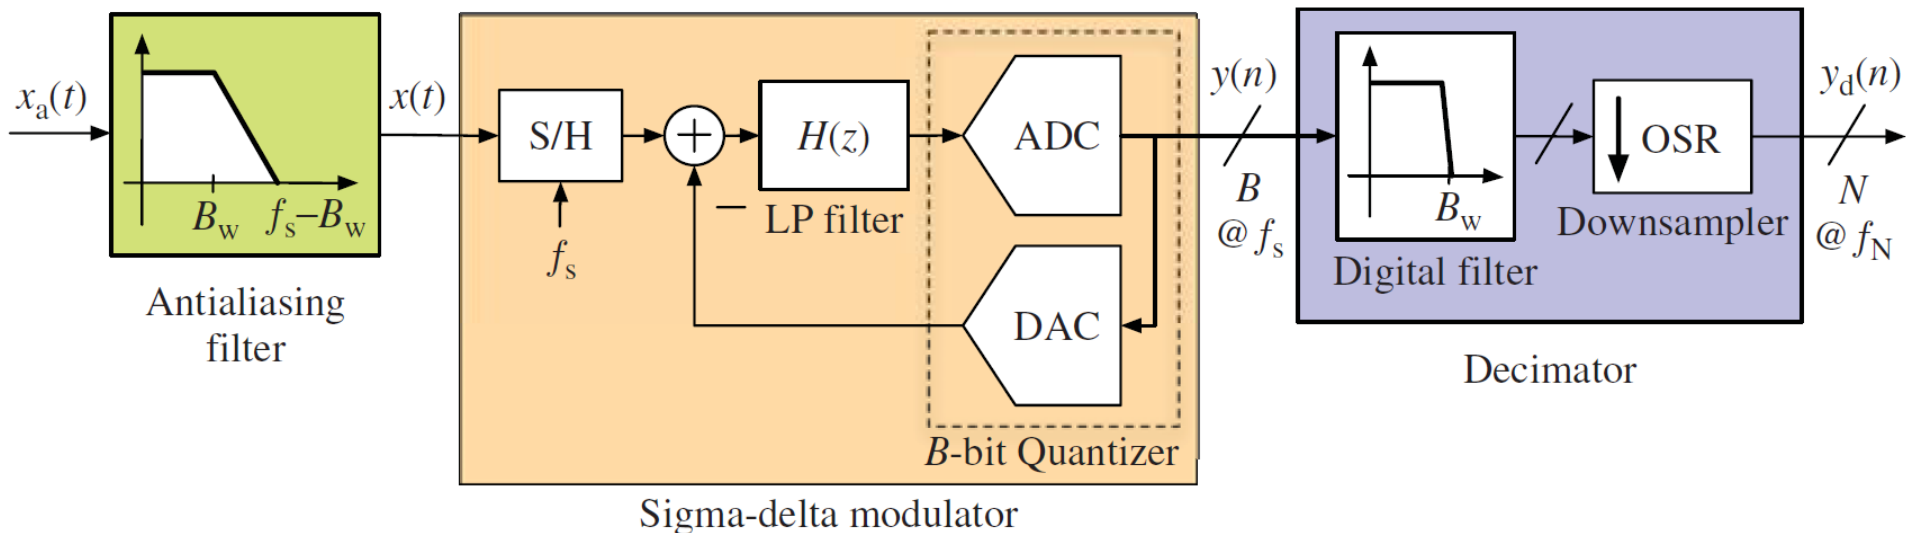 xa(t)
Bw
fs−Bw
Antialiasing
filter
x(t)
S/H
fs
+
−
H(z)
LP filter
ADC
DAC
B-bit Quantizer
Sigma-delta modulator
y(n)
B
@ fs
Bw
Digital filter
OSR
Downsampler
Decimator
yd(n)
N
@ fN